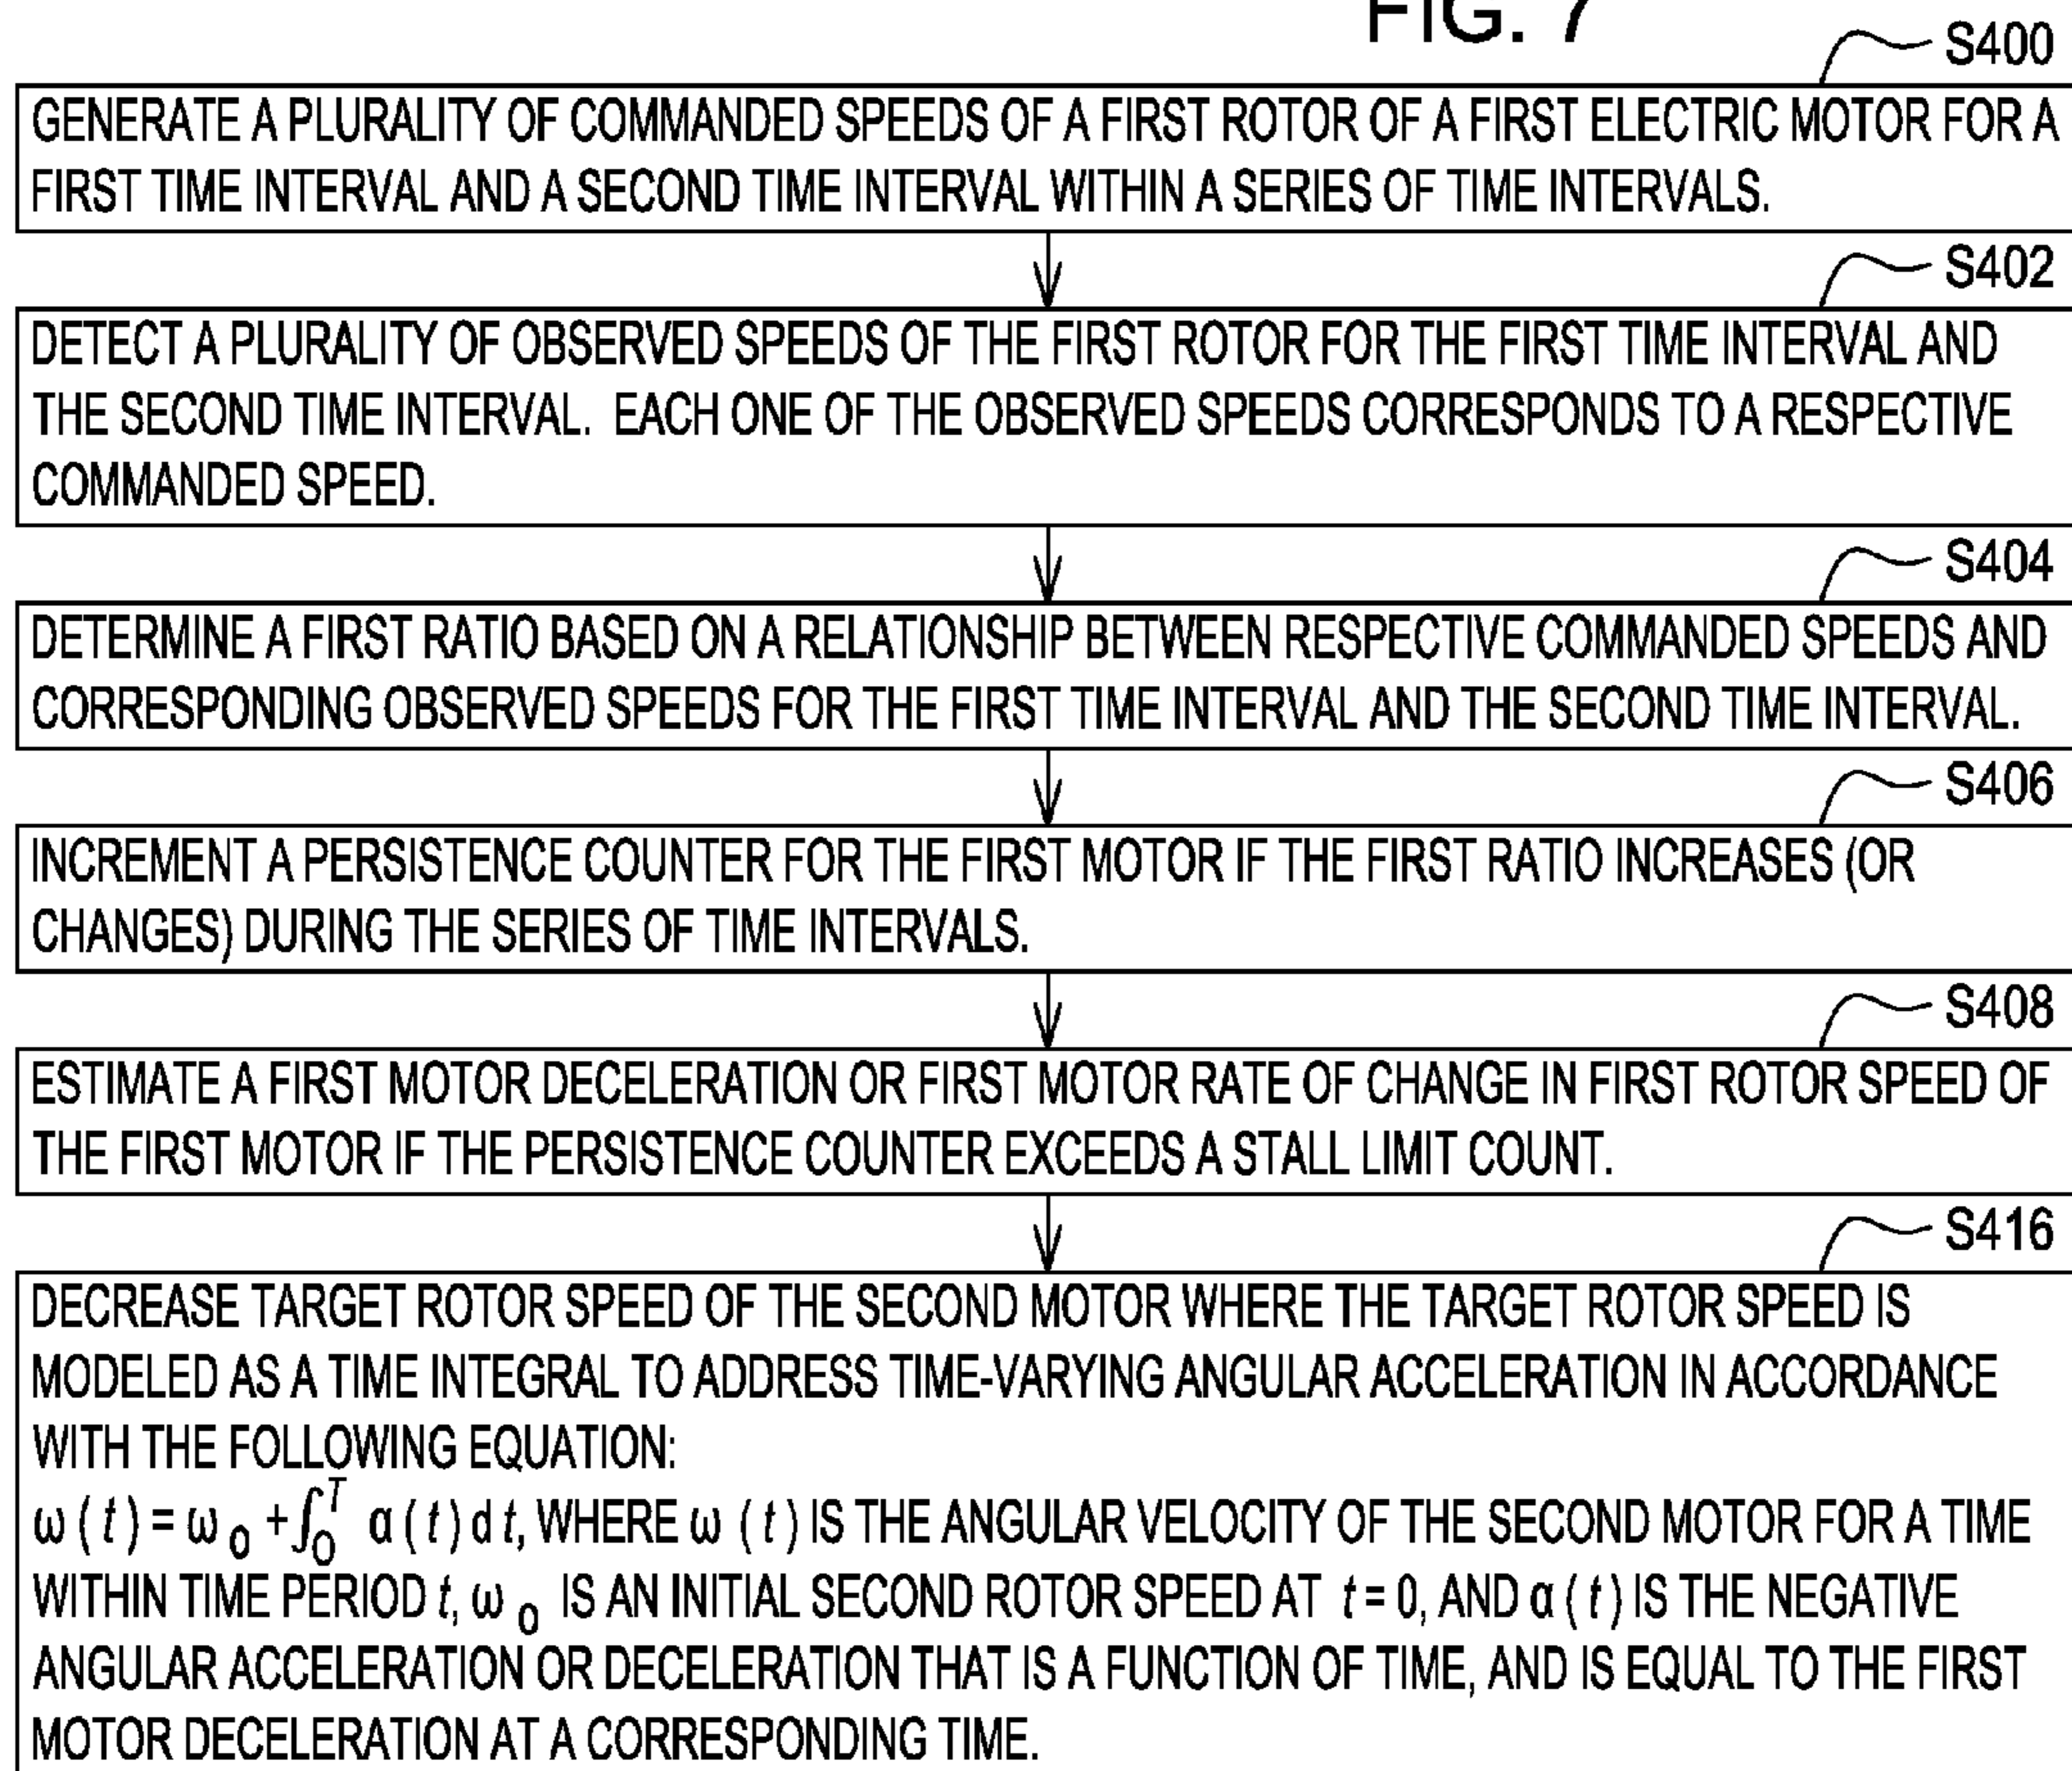 FIG. 7
S400
GENERATE A PLURALITY OF COMMANDED SPEEDS OF A FIRST ROTOR OF A FIRST ELECTRIC MOTOR FOR A
FIRST TIME INTERVAL AND A SECOND TIME INTERVAL WITHIN A SERIES OF TIME INTERVALS.
S402
DETECT A PLURALITY OF OBSERVED SPEEDS OF THE FIRST ROTOR FOR THE FIRST TIME INTERVAL AND
THE SECOND TIME INTERVAL. EACH ONE OF THE OBSERVED SPEEDS CORRESPONDS TO A RESPECTIVE
COMMANDED SPEED.
S404
DETERMINE A FIRST RATIO BASED ON A RELATIONSHIP BETWEEN RESPECTIVE COMMANDED SPEEDS AND
CORRESPONDING OBSERVED SPEEDS FOR THE FIRST TIME INTERVAL AND THE SECOND TIME INTERVAL.
S406
INCREMENT A PERSISTENCE COUNTER FOR THE FIRST MOTOR IF THE FIRST RATIO INCREASES (OR
CHANGES) DURING THE SERIES OF TIME INTERVALS.
S408
ESTIMATE A FIRST MOTOR DECELERATION OR FIRST MOTOR RATE OF CHANGE IN FIRST ROTOR SPEED OF
THE FIRST MOTOR IF THE PERSISTENCE COUNTER EXCEEDS A STALL LIMIT COUNT.
S416
DECREASE TARGET ROTOR SPEED OF THE SECOND MOTOR WHERE THE TARGET ROTOR SPEED IS
MODELED AS A TIME INTEGRAL TO ADDRESS TIME-VARYING ANGULAR ACCELERATION IN ACCORDANCE
WITH THE FOLLOWING EQUATION:
ω(t) = ω₀ + ∫₀ᵀ α(t) dt, WHERE ω(t) IS THE ANGULAR VELOCITY OF THE SECOND MOTOR FOR A TIME
WITHIN TIME PERIOD t, ω₀ IS AN INITIAL SECOND ROTOR SPEED AT t = 0, AND α(t) IS THE NEGATIVE
ANGULAR ACCELERATION OR DECELERATION THAT IS A FUNCTION OF TIME, AND IS EQUAL TO THE FIRST
MOTOR DECELERATION AT A CORRESPONDING TIME.